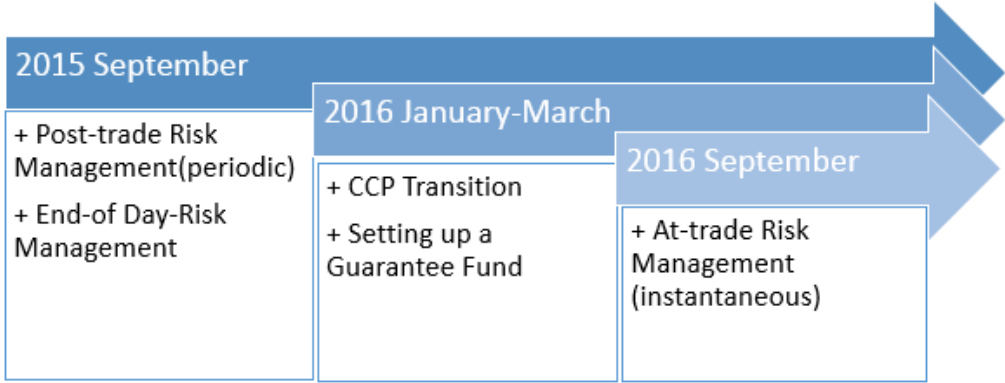 2015 September
+ Post-trade Risk
Management(periodic)
+ End-of Day-Risk
Management
2016 January-March
+ CCP Transition
+ Setting up a
Guarantee Fund
2016 September
+ At-trade Risk
Management
(instantaneous)